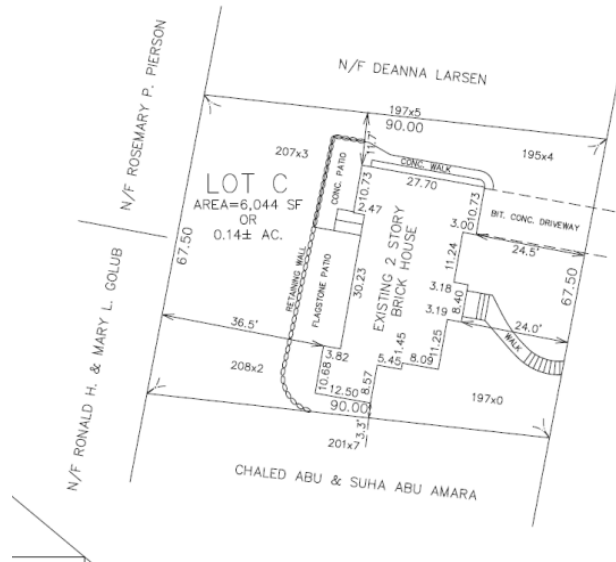 N/F ROSEMARY P. PIERSON
N/F DEANNA LARSEN
197x5
90.00
207x3
195x4
11.7'
CONC. WALK
27.70
LOT C
AREA=6,044 SF
OR
0.14± AC.
CONC. PATIO
10.73
10.73
BIT. CONC. DRIVEWAY
2.47
3.00
24.5'
67.50
67.50
RETAINING WALL
FLAGSTONE PATIO
30.23
EXISTING 2 STORY
BRICK HOUSE
11.24
3.18
8.40
3.19
24.0'
WALK
36.5'
3.82
1.45
5.45
8.09
11.25
208x2
10.68
12.50
8.57
197x0
90.00
3.3'
201x7
N/F RONALD H. & MARY L. GOLUB
CHALED ABU & SUHA ABU AMARA